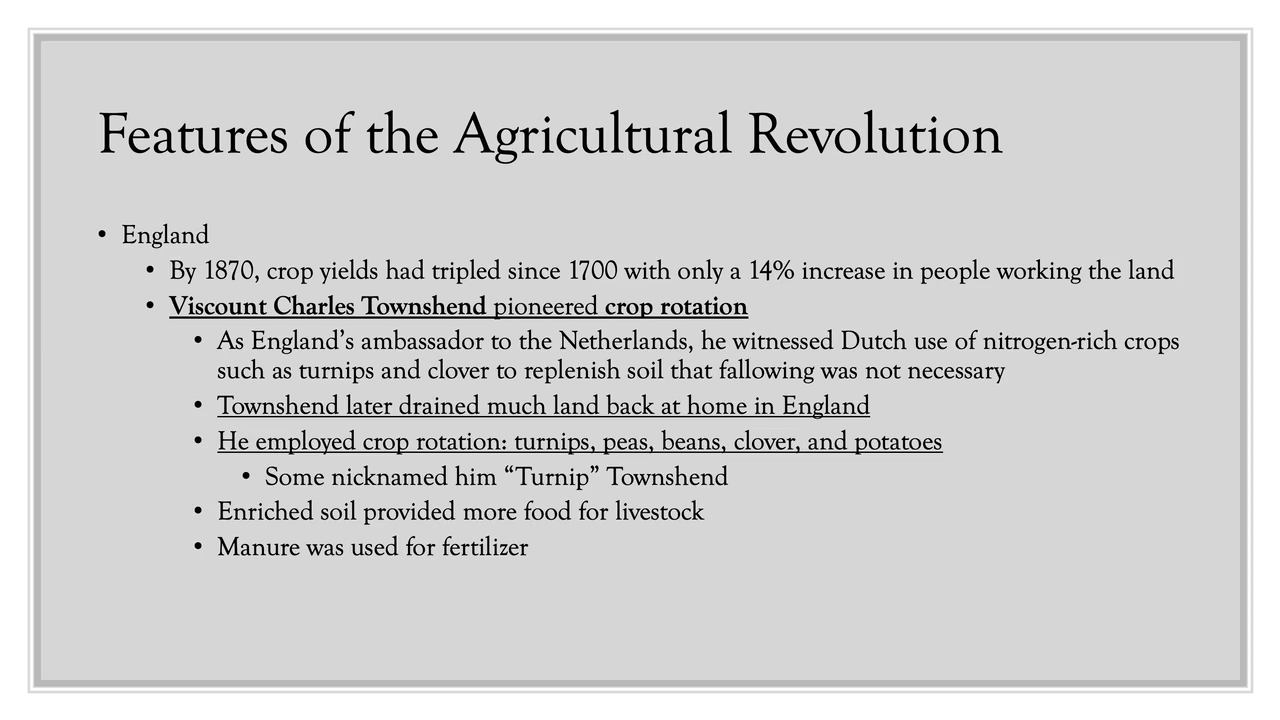 Features of the Agricultural Revolution
• England
• By 1870, crop yields had tripled since 1700 with only a 14% increase in people working the land
• Viscount Charles Townshend pioneered crop rotation
• As England’s ambassador to the Netherlands, he witnessed Dutch use of nitrogen-rich crops
such as turnips and clover to replenish soil that fallowing was not necessary
• Townshend later drained much land back at home in England
• He employed crop rotation: turnips, peas, beans, clover, and potatoes
• Some nicknamed him “Turnip” Townshend
• Enriched soil provided more food for livestock
• Manure was used for fertilizer